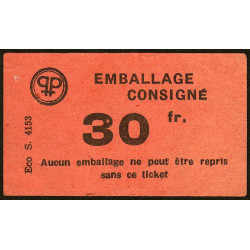 EMBALLAGE
CONSIGNÉ
30 fr.
Aucun emballage ne peut être repris
sans ce ticket
Eco S. 4153